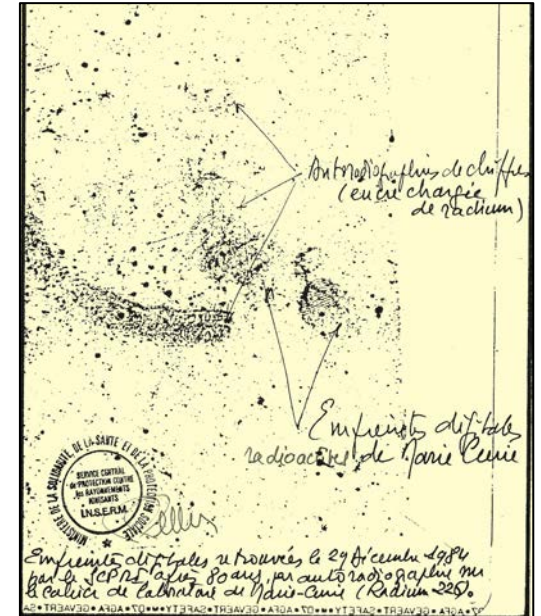 Autoradiographies de chiffres
(encre chargée
de radium)
Empreintes digitales
radioactives de Marie Curie
MINISTÈRE DE LA SOLIDARITÉ, DE LA SANTÉ ET DE LA PROTECTION SOCIALE
SERVICE CENTRAL
de PROTECTION CONTRE
les RAYONNEMENTS
IONISANTS
I.N.S.E.R.M.
Empreintes digitales retrouvées le 29 Décembre 1984
par le SCPRI, après 80 ans, par autoradiographie sur
le cahier de laboratoire de Marie-Curie (Radium-226).
AGFA-GEVAERT • SAFETY • 07 • AGFA-GEVAERT • SAFETY • 07 • AGFA-GEVAERT • SA